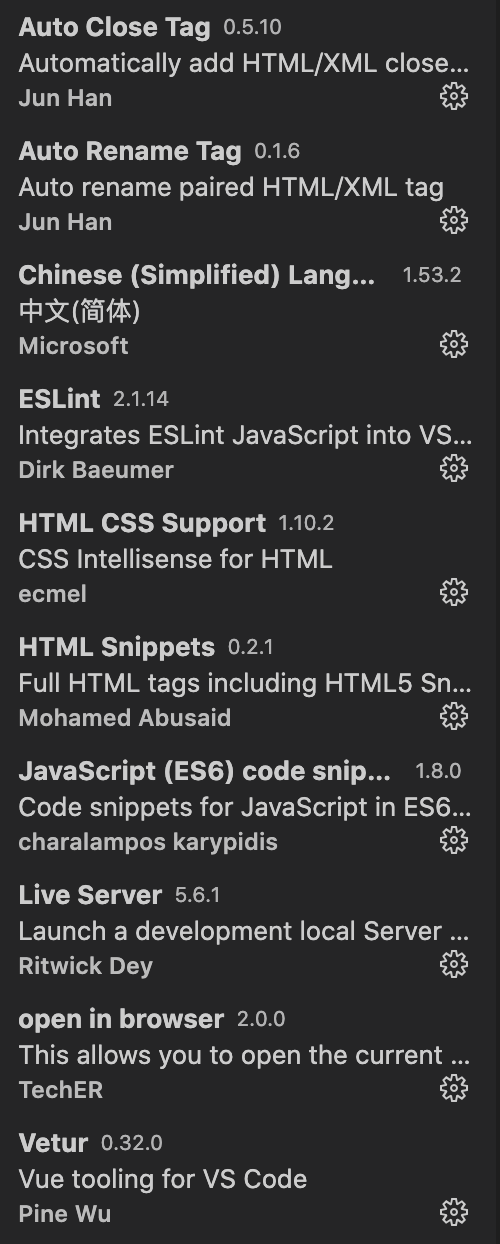 Auto Close Tag 0.5.10
Automatically add HTML/XML close...
Jun Han
Auto Rename Tag 0.1.6
Auto rename paired HTML/XML tag
Jun Han
Chinese (Simplified) Lang... 1.53.2
中文(简体)
Microsoft
ESLint 2.1.14
Integrates ESLint JavaScript into VS...
Dirk Baeumer
HTML CSS Support 1.10.2
CSS Intellisense for HTML
ecmel
HTML Snippets 0.2.1
Full HTML tags including HTML5 Sn...
Mohamed Abusaid
JavaScript (ES6) code snip... 1.8.0
Code snippets for JavaScript in ES6...
charalampos karypidis
Live Server 5.6.1
Launch a development local Server ...
Ritwick Dey
open in browser 2.0.0
This allows you to open the current ...
TechER
Vetur 0.32.0
Vue tooling for VS Code
Pine Wu